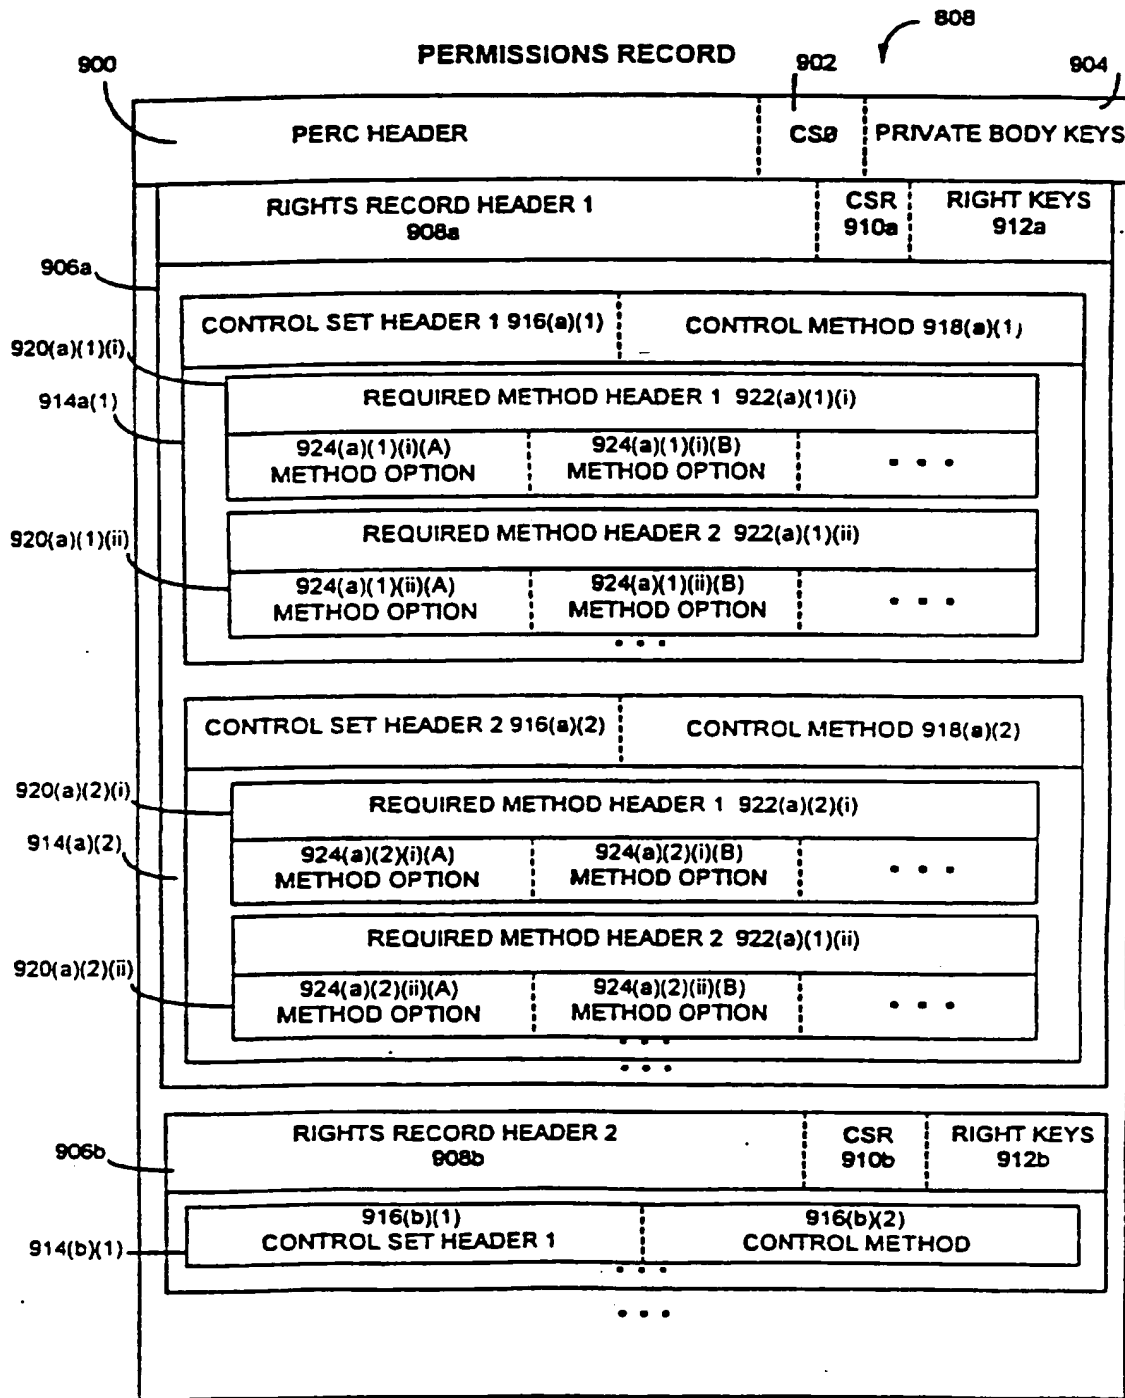 808
PERMISSIONS RECORD
900
902
904
PERC HEADER
CS0
PRIVATE BODY KEYS
RIGHTS RECORD HEADER 1
908a
CSR
910a
RIGHT KEYS
912a
906a
CONTROL SET HEADER 1 916(a)(1)
CONTROL METHOD 918(a)(1)
920(a)(1)(i)
914a(1)
REQUIRED METHOD HEADER 1 922(a)(1)(i)
924(a)(1)(i)(A)
METHOD OPTION
924(a)(1)(i)(B)
METHOD OPTION
• • •
920(a)(1)(ii)
REQUIRED METHOD HEADER 2 922(a)(1)(ii)
924(a)(1)(ii)(A)
METHOD OPTION
924(a)(1)(ii)(B)
METHOD OPTION
• • •
• • •
CONTROL SET HEADER 2 916(a)(2)
CONTROL METHOD 918(a)(2)
920(a)(2)(i)
914(a)(2)
REQUIRED METHOD HEADER 1 922(a)(2)(i)
924(a)(2)(i)(A)
METHOD OPTION
924(a)(2)(i)(B)
METHOD OPTION
• • •
REQUIRED METHOD HEADER 2 922(a)(1)(ii)
920(a)(2)(ii)
924(a)(2)(ii)(A)
METHOD OPTION
924(a)(2)(ii)(B)
METHOD OPTION
• • •
• • •
• • •
906b
RIGHTS RECORD HEADER 2
908b
CSR
910b
RIGHT KEYS
912b
914(b)(1)
916(b)(1)
CONTROL SET HEADER 1
916(b)(2)
CONTROL METHOD
• • •
• • •